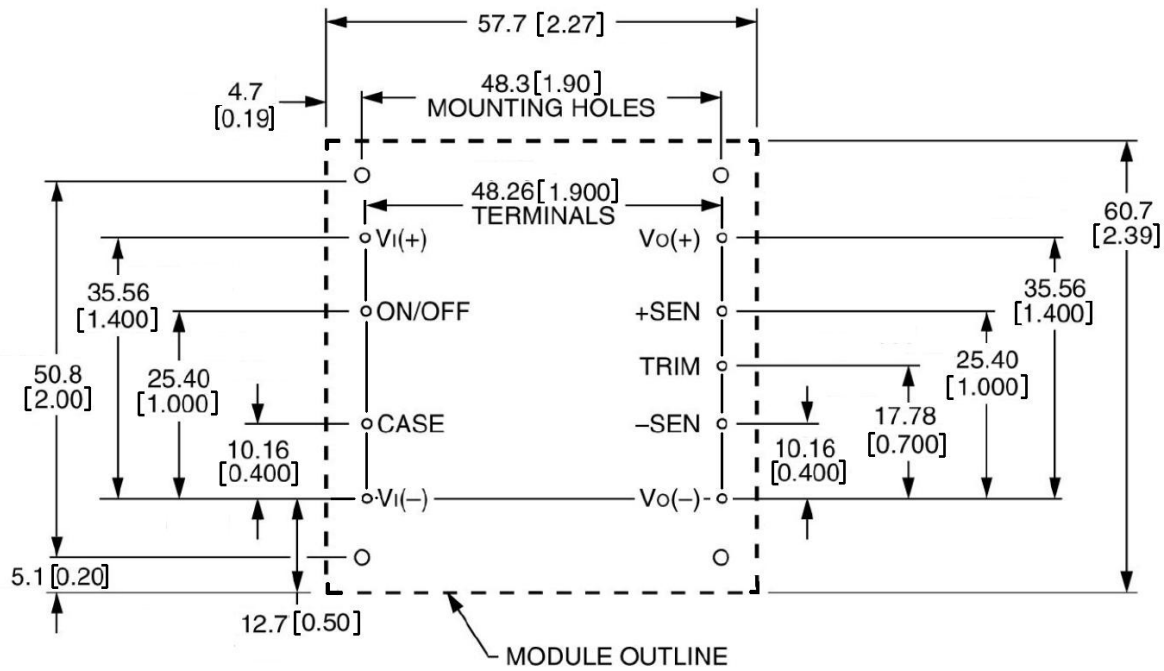 57.7 [2.27]
4.7
[0.19]
48.3[1.90]
MOUNTING HOLES
48.26[1.900]
TERMINALS
60.7
[2.39]
VI(+)
VO(+)
35.56
[1.400]
35.56
[1.400]
ON/OFF
+SEN
50.8
[2.00]
25.40
[1.000]
TRIM
25.40
[1.000]
CASE
–SEN
17.78
[0.700]
10.16
[0.400]
10.16
[0.400]
VI(–)
VO(–)
5.1[0.20]
12.7[0.50]
MODULE OUTLINE